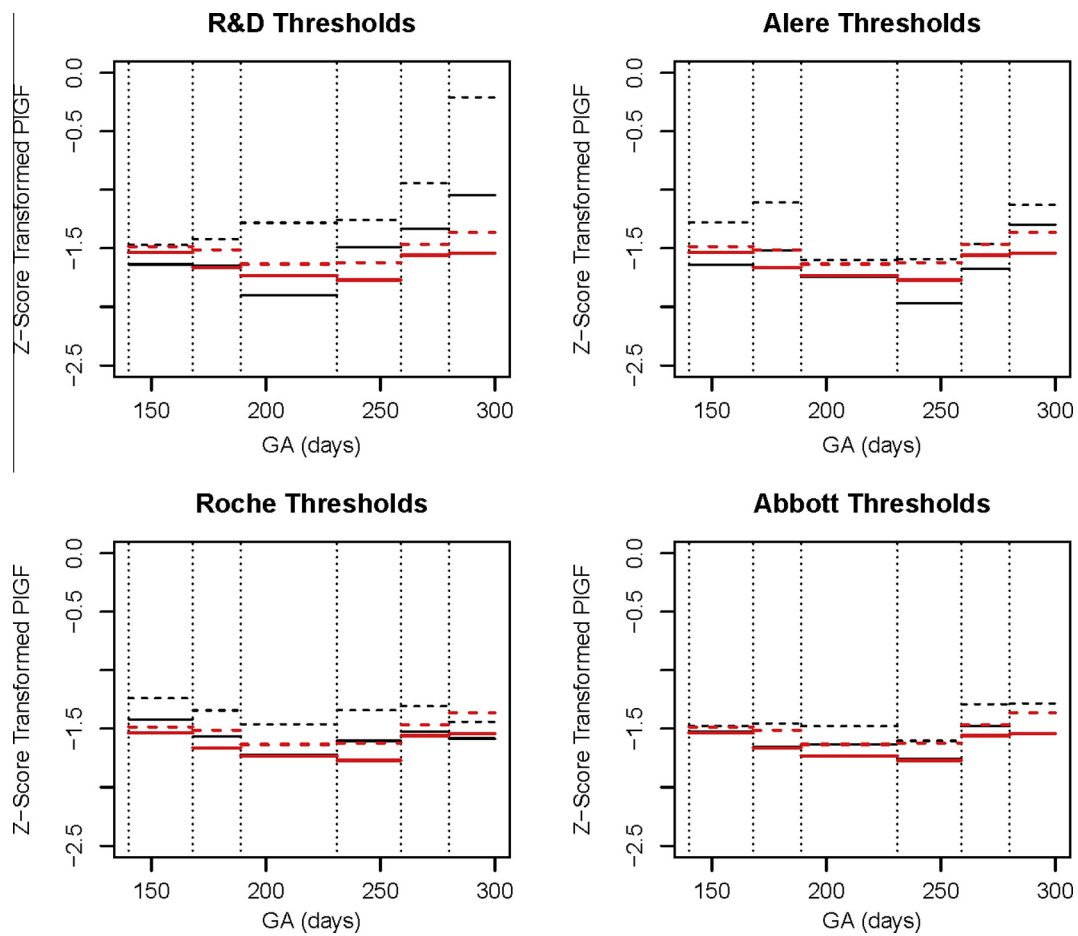 R&D Thresholds
Z-Score Transformed PlGF
0.0
-0.5
-1.5
-2.5
150
200
250
300
GA (days)
Alere Thresholds
Z-Score Transformed PlGF
0.0
-0.5
-1.5
-2.5
150
200
250
300
GA (days)
Roche Thresholds
Z-Score Transformed PlGF
0.0
-0.5
-1.5
-2.5
150
200
250
300
GA (days)
Abbott Thresholds
Z-Score Transformed PlGF
0.0
-0.5
-1.5
-2.5
150
200
250
300
GA (days)